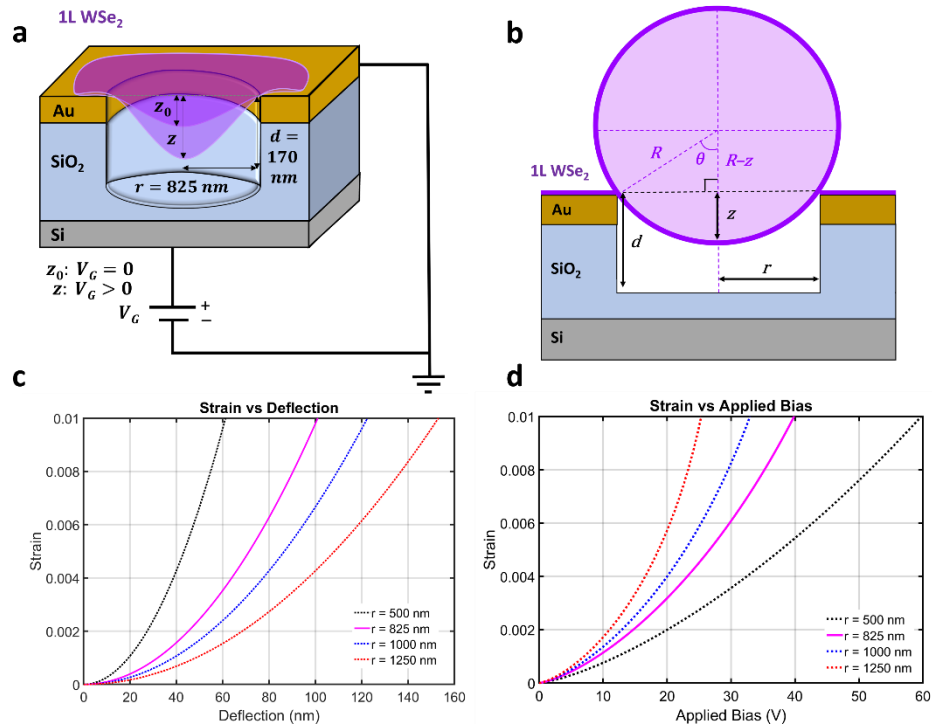 1L WSe₂
a
Au
SiO₂
Si
z₀
z
d =
170
nm
r = 825 nm
z₀: V_G = 0
z: V_G > 0
V_G
+
−
b
R
θ
R–z
1L WSe₂
Au
z
d
r
SiO₂
Si
c
Strain vs Deflection
Strain
0.01
0.008
0.006
0.004
0.002
0
0 20 40 60 80 100 120 140 160
Deflection (nm)
r = 500 nm
r = 825 nm
r = 1000 nm
r = 1250 nm
d
Strain vs Applied Bias
Strain
0.01
0.008
0.006
0.004
0.002
0
0 10 20 30 40 50 60
Applied Bias (V)
r = 500 nm
r = 825 nm
r = 1000 nm
r = 1250 nm